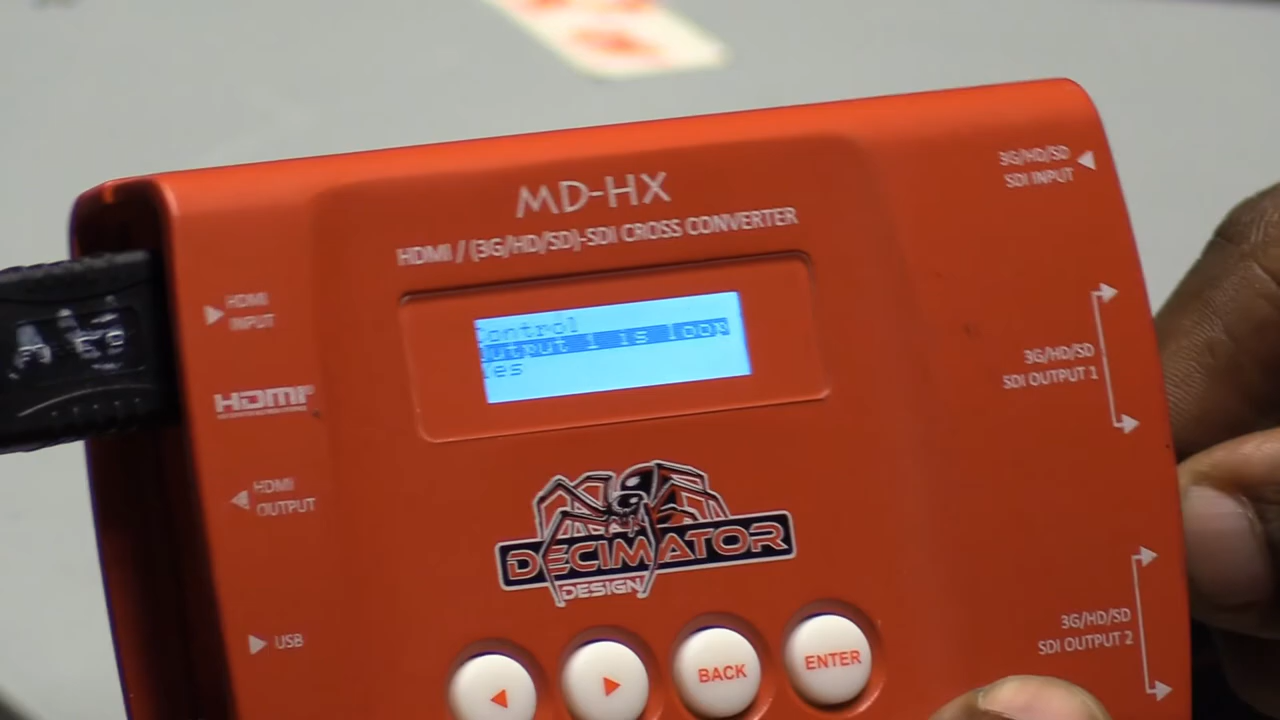 MD-HX
HDMI / (3G/HD/SD)-SDI CROSS CONVERTER
3G/HD/SD
SDI INPUT
HDMI
INPUT
Control
Output 1 is loop
Yes
3G/HD/SD
SDI OUTPUT 1
HDMI
HDMI
OUTPUT
DECIMATOR
DESIGN
USB
3G/HD/SD
SDI OUTPUT 2
BACK
ENTER